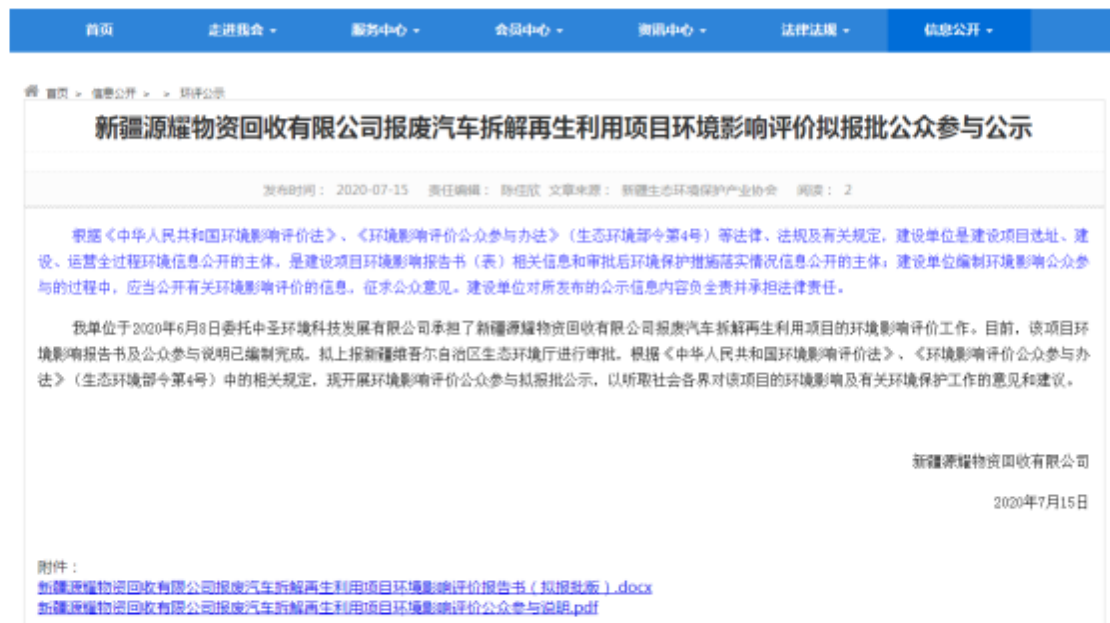 首页 走进我会 服务中心 会员中心 资讯中心 法律法规 信息公开
首页 > 信息公开 > > 环评公示
新疆源耀物资回收有限公司报废汽车拆解再生利用项目环境影响评价拟报批公众参与公示
发布时间： 2020-07-15 责任编辑： 陈佳欣 文章来源： 新疆生态环境保护产业协会 阅读： 2
根据《中华人民共和国环境影响评价法》、《环境影响评价公众参与办法》（生态环境部令第4号）等法律、法规及有关规定，建设单位是建设项目选址、建
设、运营全过程环境信息公开的主体，是建设项目环境影响报告书（表）相关信息和审批后环境保护措施落实情况信息公开的主体；建设单位编制环境影响公众参
与的过程中，应当公开有关环境影响评价的信息，征求公众意见。建设单位对所发布的公示信息内容负全责并承担法律责任。
我单位于2020年6月8日委托中圣环境科技发展有限公司承担了新疆源耀物资回收有限公司报废汽车拆解再生利用项目的环境影响评价工作。目前，该项目环
境影响报告书及公众参与说明已编制完成。拟上报新疆维吾尔自治区生态环境厅进行审批。根据《中华人民共和国环境影响评价法》、《环境影响评价公众参与办
法》（生态环境部令第4号）中的相关规定，现开展环境影响评价公众参与拟报批公示，以听取社会各界对该项目的环境影响及有关环境保护工作的意见和建议。
新疆源耀物资回收有限公司
2020年7月15日
附件：
新疆源耀物资回收有限公司报废汽车拆解再生利用项目环境影响评价报告书（拟报批版）.docx
新疆源耀物资回收有限公司报废汽车拆解再生利用项目环境影响评价公众参与说明.pdf